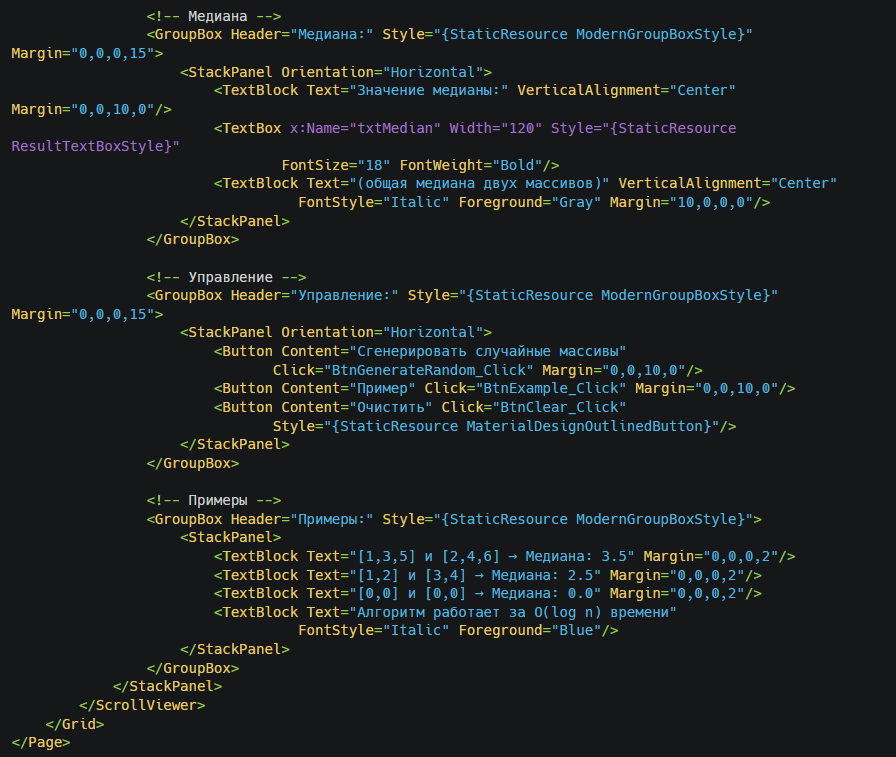 <!-- Медиана -->
<GroupBox Header="Медиана:" Style="{StaticResource ModernGroupBoxStyle}"
Margin="0,0,0,15">
<StackPanel Orientation="Horizontal">
<TextBlock Text="Значение медианы:" VerticalAlignment="Center"
Margin="0,0,10,0"/>
<TextBox x:Name="txtMedian" Width="120" Style="{StaticResource
ResultTextBoxStyle}"
FontSize="18" FontWeight="Bold"/>
<TextBlock Text="(общая медиана двух массивов)" VerticalAlignment="Center"
FontStyle="Italic" Foreground="Gray" Margin="10,0,0,0"/>
</StackPanel>
</GroupBox>
<!-- Управление -->
<GroupBox Header="Управление:" Style="{StaticResource ModernGroupBoxStyle}"
Margin="0,0,0,15">
<StackPanel Orientation="Horizontal">
<Button Content="Сгенерировать случайные массивы"
Click="BtnGenerateRandom_Click" Margin="0,0,10,0"/>
<Button Content="Пример" Click="BtnExample_Click" Margin="0,0,10,0"/>
<Button Content="Очистить" Click="BtnClear_Click"
Style="{StaticResource MaterialDesignOutlinedButton}"/>
</StackPanel>
</GroupBox>
<!-- Примеры -->
<GroupBox Header="Примеры:" Style="{StaticResource ModernGroupBoxStyle}">
<StackPanel>
<TextBlock Text="[1,3,5] и [2,4,6] → Медиана: 3.5" Margin="0,0,0,2"/>
<TextBlock Text="[1,2] и [3,4] → Медиана: 2.5" Margin="0,0,0,2"/>
<TextBlock Text="[0,0] и [0,0] → Медиана: 0.0" Margin="0,0,0,2"/>
<TextBlock Text="Алгоритм работает за O(log n) времени"
FontStyle="Italic" Foreground="Blue"/>
</StackPanel>
</GroupBox>
</StackPanel>
</ScrollViewer>
</Grid>
</Page>